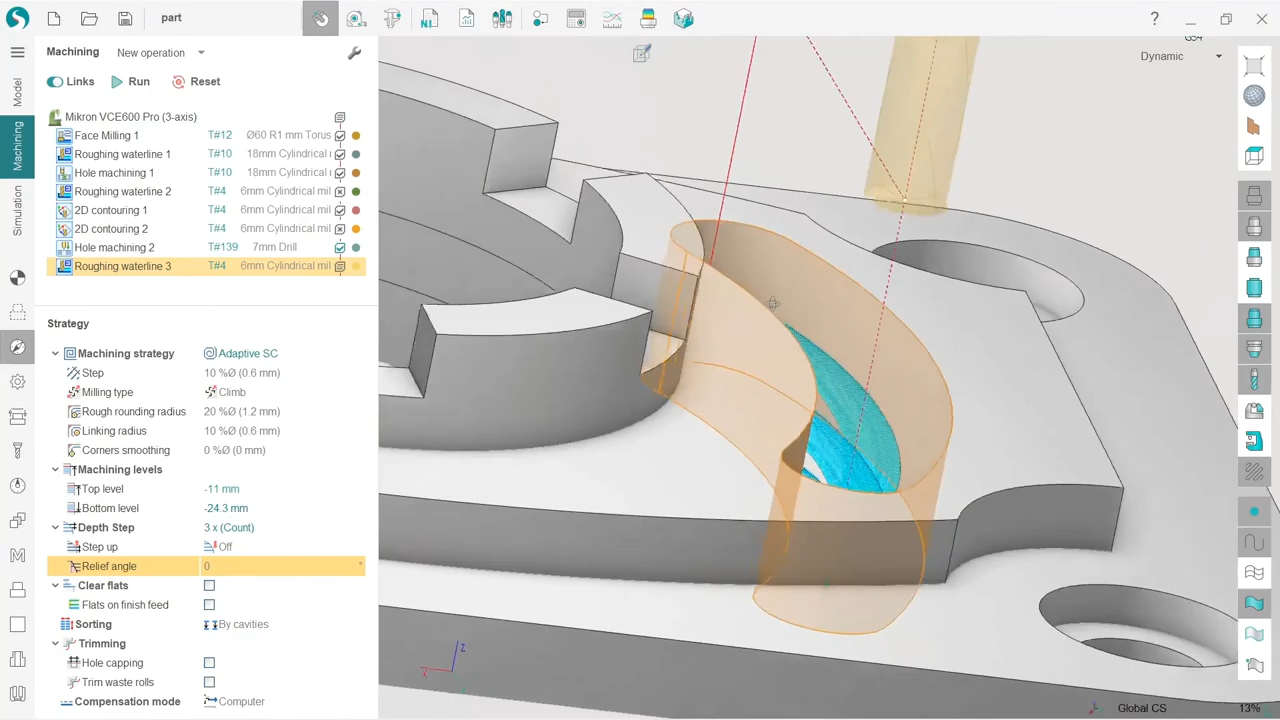 part
N.I
?
Machining
New operation
Links
Run
Reset
Mikron VCE600 Pro (3-axis)
Face Milling 1 T#12 Ø60 R1 mm Torus
Roughing waterline 1 T#10 18mm Cylindrical
Hole machining 1 T#10 18mm Cylindrical
Roughing waterline 2 T#4 6mm Cylindrical mil
2D contouring 1 T#4 6mm Cylindrical mil
2D contouring 2 T#4 6mm Cylindrical mil
Hole machining 2 T#139 7mm Drill
Roughing waterline 3 T#4 6mm Cylindrical mil
Strategy
Machining strategy Adaptive SC
Step 10 %Ø (0.6 mm)
Milling type Climb
Rough rounding radius 20 %Ø (1.2 mm)
Linking radius 10 %Ø (0.6 mm)
Corners smoothing 0 %Ø (0 mm)
Machining levels
Top level -11 mm
Bottom level -24.3 mm
Depth Step 3 x (Count)
Step up Off
Relief angle 0 °
Clear flats
Flats on finish feed
Sorting By cavities
Trimming
Hole capping
Trim waste rolls
Compensation mode Computer
Model
Machining
Simulation
G54
Dynamic
Z
X
Global CS
13%